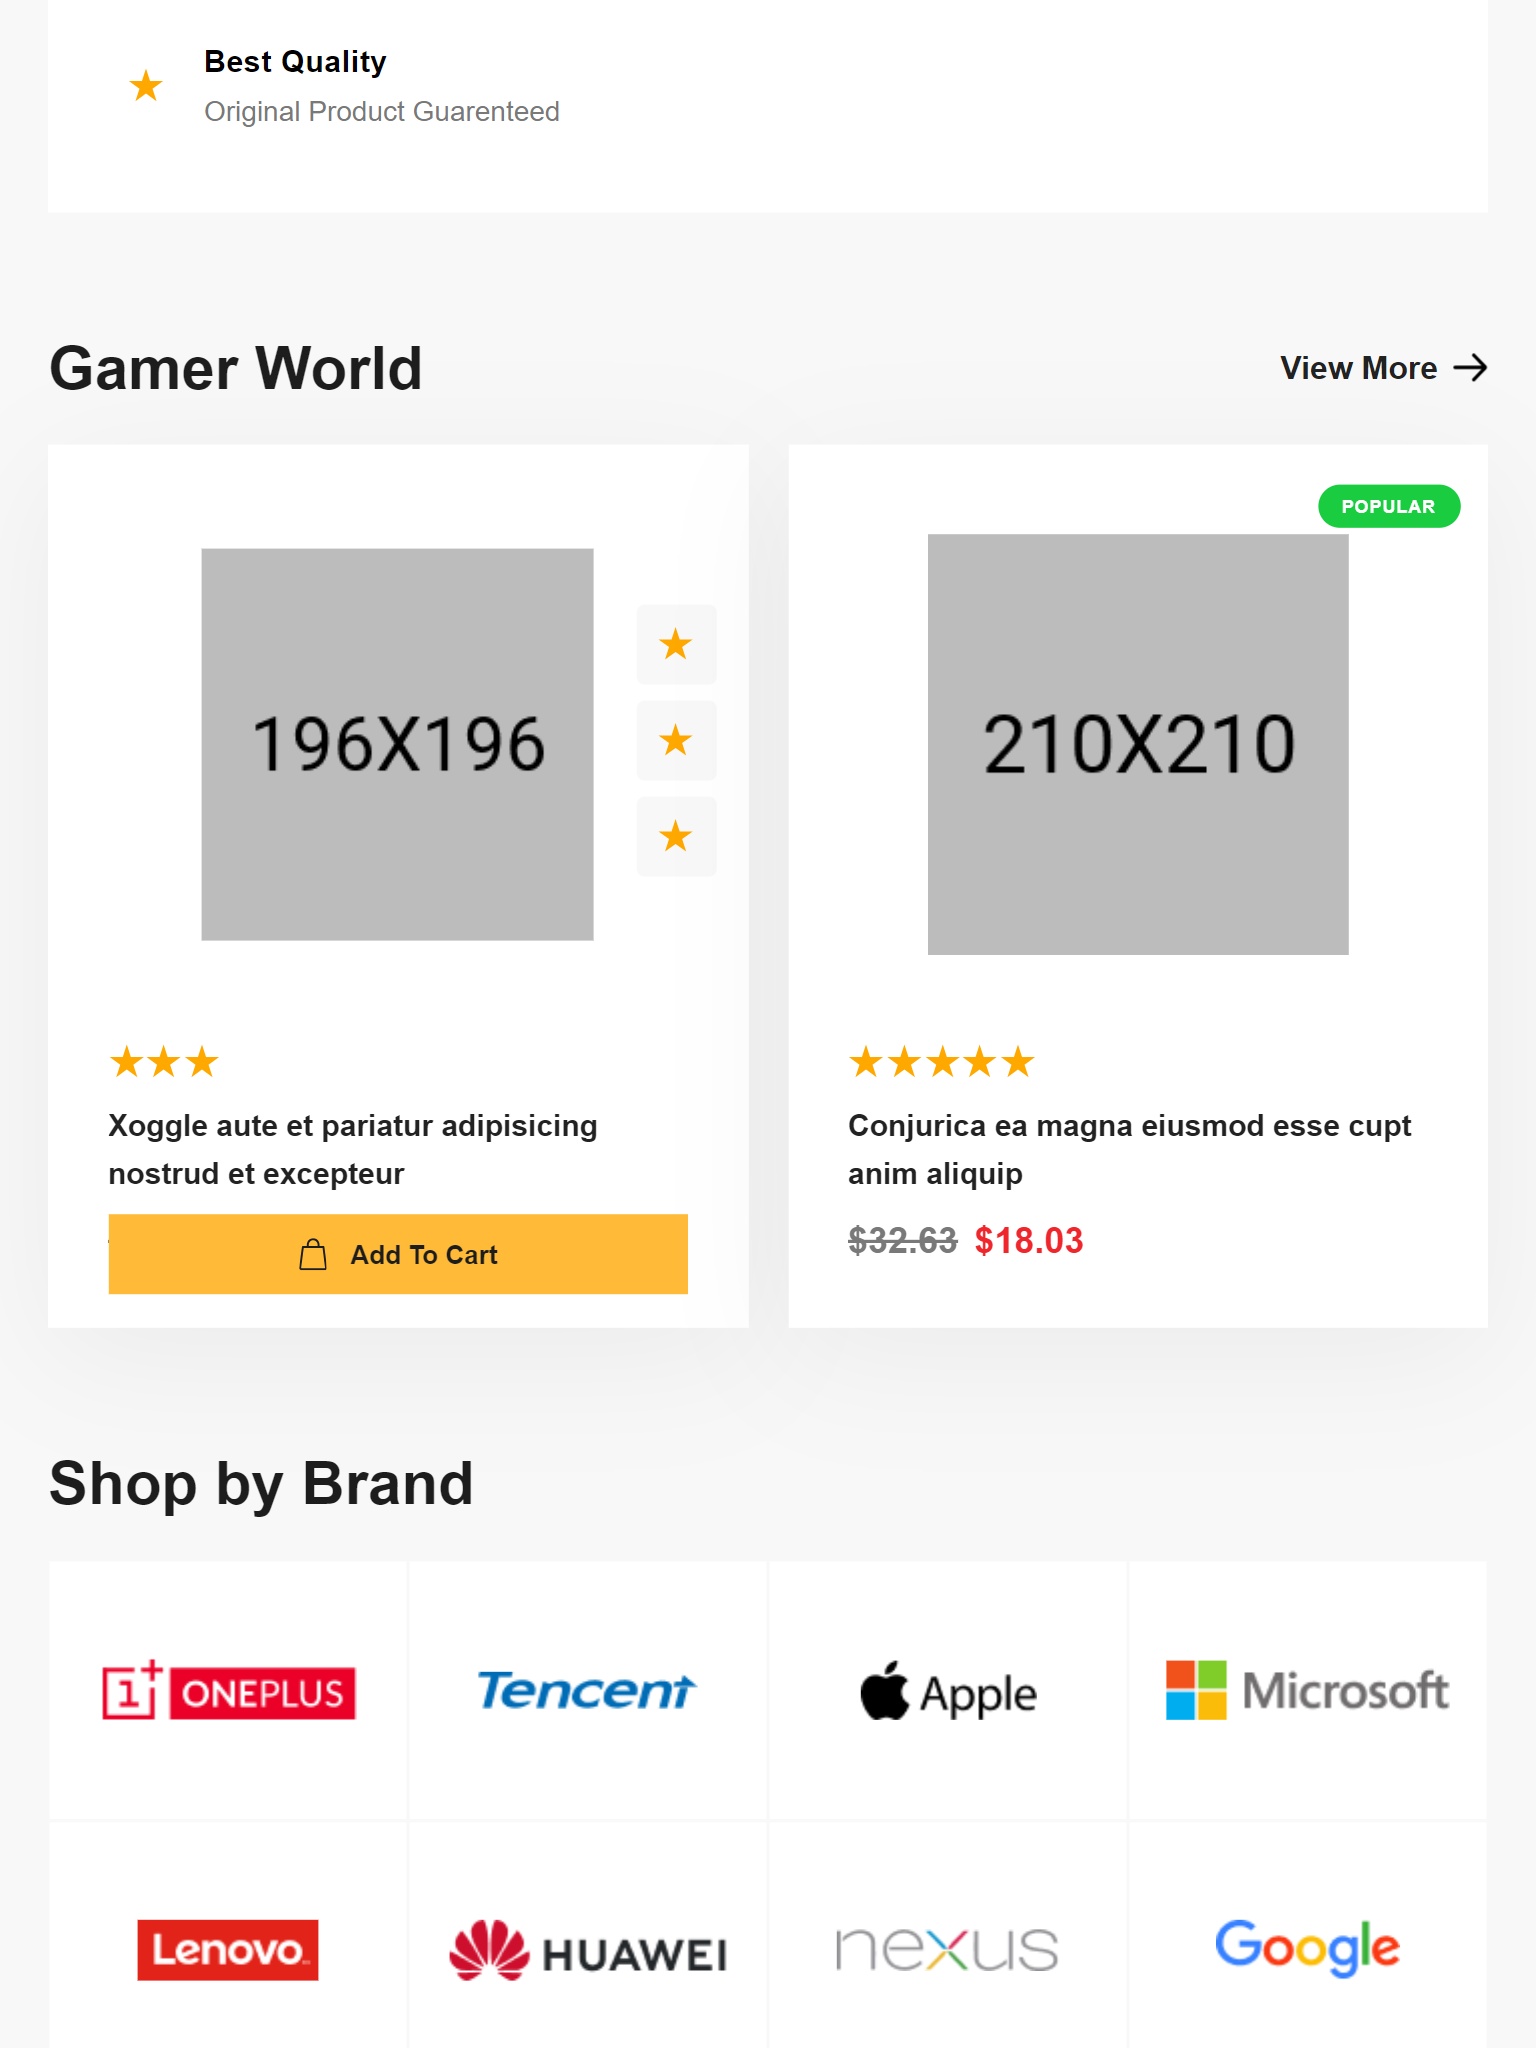 Best Quality
Original Product Guarenteed
Gamer World
View More
POPULAR
196X196
210X210
Xoggle aute et pariatur adipisicing
nostrud et excepteur
Add To Cart
Conjurica ea magna eiusmod esse cupt
anim aliquip
$32.63 $18.03
Shop by Brand
1+ ONEPLUS
Tencent
Apple
Microsoft
Lenovo
HUAWEI
nexus
Google